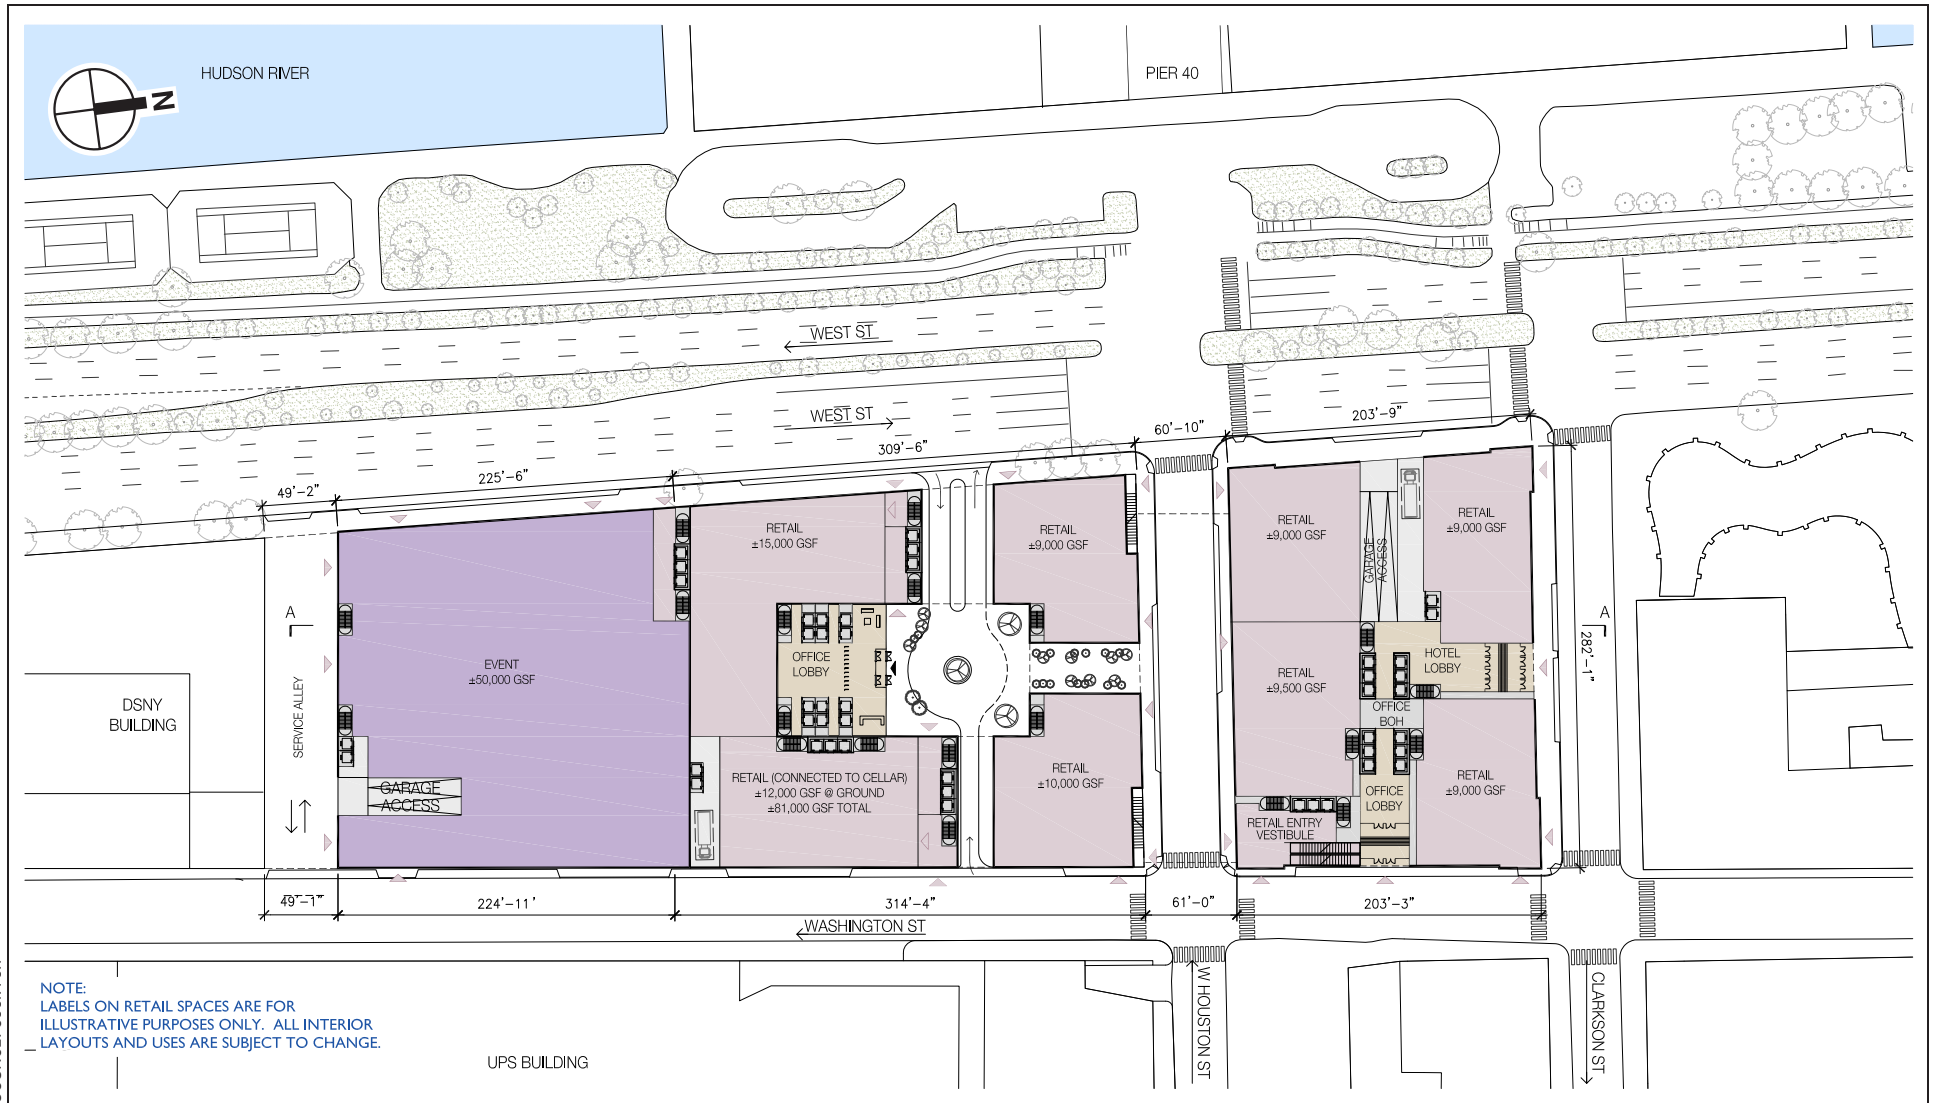 HUDSON RIVER
N
PIER 40
WEST ST
WEST ST
203'-9"
60'-10"
309'-6"
225'-6"
49'-2"
RETAIL
±15,000 GSF
RETAIL
±9,000 GSF
RETAIL
±9,000 GSF
RETAIL
±9,000 GSF
GARAGE
ACCESS
A
A
282'-1"
EVENT
±50,000 GSF
OFFICE
LOBBY
HOTEL
LOBBY
RETAIL
±9,500 GSF
OFFICE
BOH
DSNY
BUILDING
SERVICE ALLEY
GARAGE
ACCESS
RETAIL (CONNECTED TO CELLAR)
±12,000 GSF @ GROUND
±81,000 GSF TOTAL
RETAIL
±10,000 GSF
OFFICE
LOBBY
RETAIL
±9,000 GSF
RETAIL ENTRY
VESTIBULE
49'-1"
224'-11'
314'-4"
61'-0"
203'-3"
WASHINGTON ST
W HOUSTON ST
CLARKSON ST
NOTE:
LABELS ON RETAIL SPACES ARE FOR
ILLUSTRATIVE PURPOSES ONLY. ALL INTERIOR
LAYOUTS AND USES ARE SUBJECT TO CHANGE.
UPS BUILDING